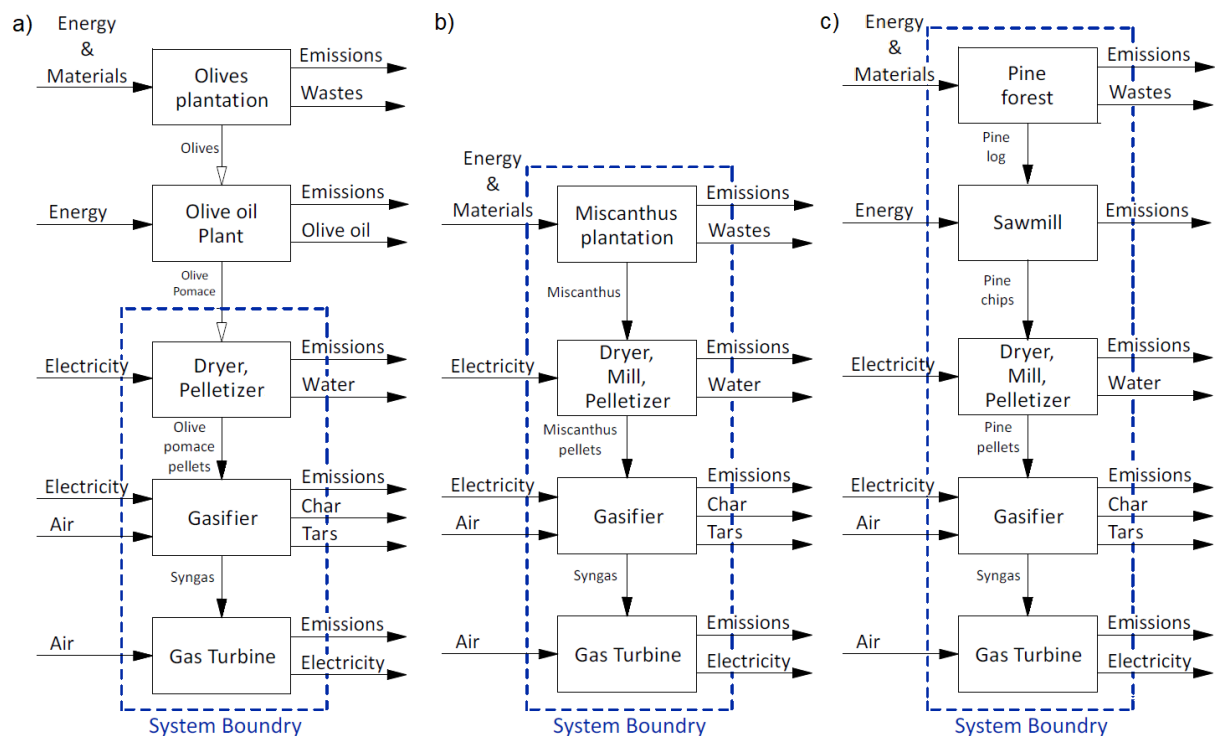 a)
Energy
&
Materials
Olives
plantation
Emissions
Wastes
Olives
Energy
Olive oil
Plant
Emissions
Olive oil
Olive
Pomace
Electricity
Dryer,
Pelletizer
Emissions
Water
Olive
pomace
pellets
Electricity
Air
Gasifier
Emissions
Char
Tars
Syngas
Air
Gas Turbine
Emissions
Electricity
System Boundry
b)
Energy
&
Materials
Miscanthus
plantation
Emissions
Wastes
Miscanthus
Electricity
Dryer,
Mill,
Pelletizer
Emissions
Water
Miscanthus
pellets
Electricity
Air
Gasifier
Emissions
Char
Tars
Syngas
Air
Gas Turbine
Emissions
Electricity
System Boundry
c)
Energy
&
Materials
Pine
forest
Emissions
Wastes
Pine
log
Energy
Sawmill
Emissions
Pine
chips
Electricity
Dryer,
Mill,
Pelletizer
Emissions
Water
Pine
pellets
Electricity
Air
Gasifier
Emissions
Char
Tars
Syngas
Air
Gas Turbine
Emissions
Electricity
System Boundry